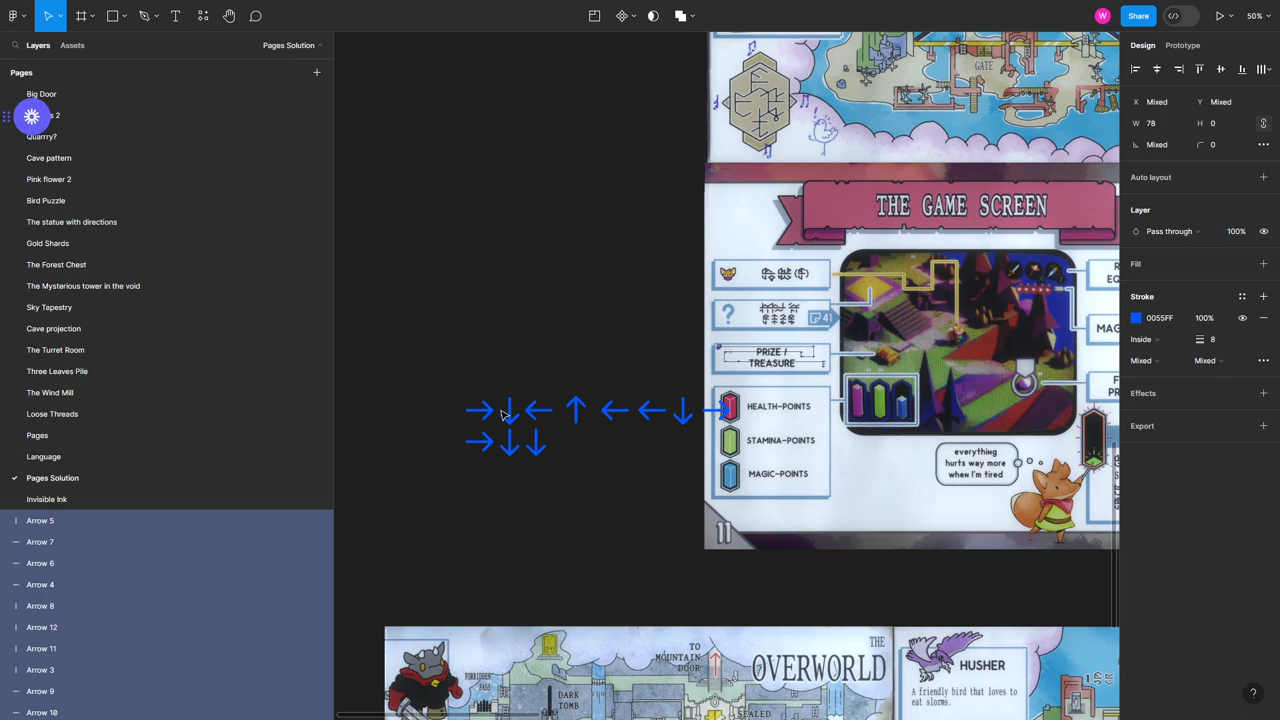 Layers
Assets
Pages Solution
Pages
Big Door
s 2
Quarrry?
Cave pattern
Pink flower 2
Bird Puzzle
The statue with directions
Gold Shards
The Forest Chest
The Mysterious tower in the void
Sky Tapestry
Cave projection
The Turret Room
Three Leaves Pile
The Wind Mill
Loose Threads
Pages
Language
Pages Solution
Invisible Ink
Arrow 5
Arrow 7
Arrow 6
Arrow 4
Arrow 8
Arrow 12
Arrow 11
Arrow 3
Arrow 9
Arrow 10
GATE
THE GAME SCREEN
41
PRIZE /
TREASURE
HEALTH-POINTS
STAMINA-POINTS
MAGIC-POINTS
R
EQ
MAG
F
P
everything
hurts way more
when I'm tired
11
FORBIDDEN
PASS
TO
MOUNTAIN
DOOR
DARK
TOMB
SEALED
THE
OVERWORLD
HUSHER
A friendly bird that loves to
eat slorms.
W
Share
50%
Design
Prototype
X Mixed
Y Mixed
W 78
H 0
Mixed
0
Auto layout
Layer
Pass through
100%
Fill
Stroke
0055FF
100%
Inside
8
Mixed
Mixed
Effects
Export
?